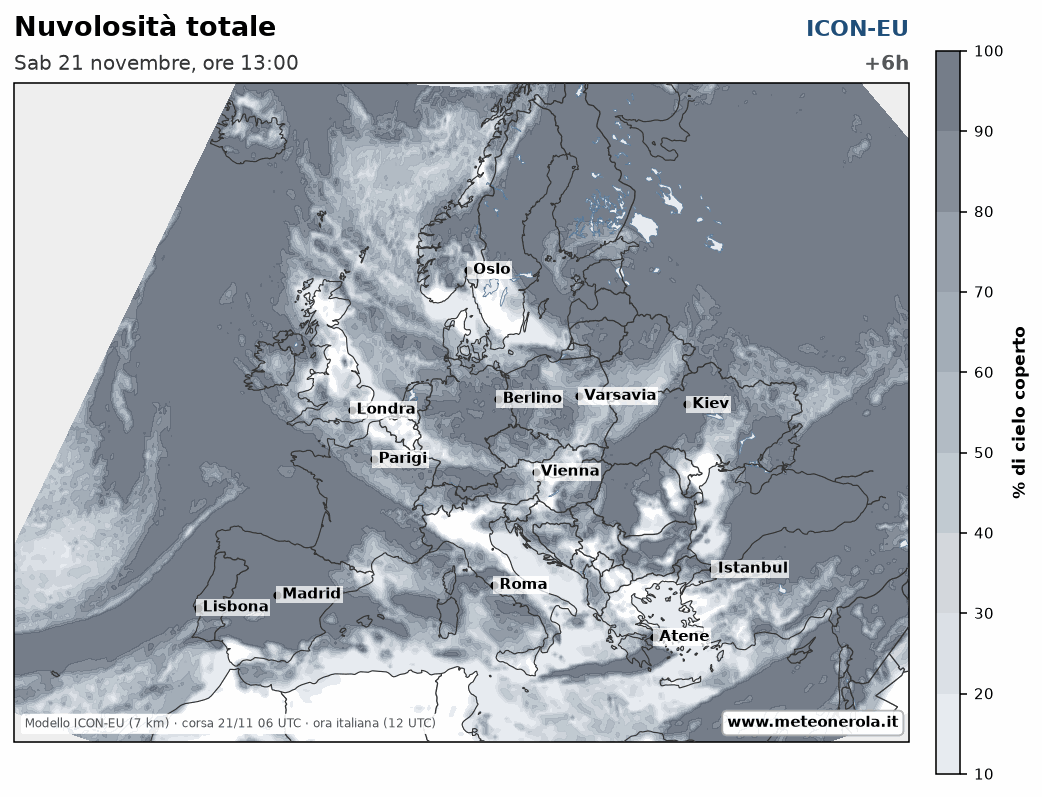 Nuvolosità totale
ICON-EU
Sab 21 novembre, ore 13:00
+6h
100
90
80
70
60
50
40
30
20
10
% di cielo coperto
Oslo
Berlino
Varsavia
Kiev
Londra
Parigi
Vienna
Istanbul
Roma
Madrid
Lisbona
Atene
Modello ICON-EU (7 km) · corsa 21/11 06 UTC · ora italiana (12 UTC)
www.meteonerola.it